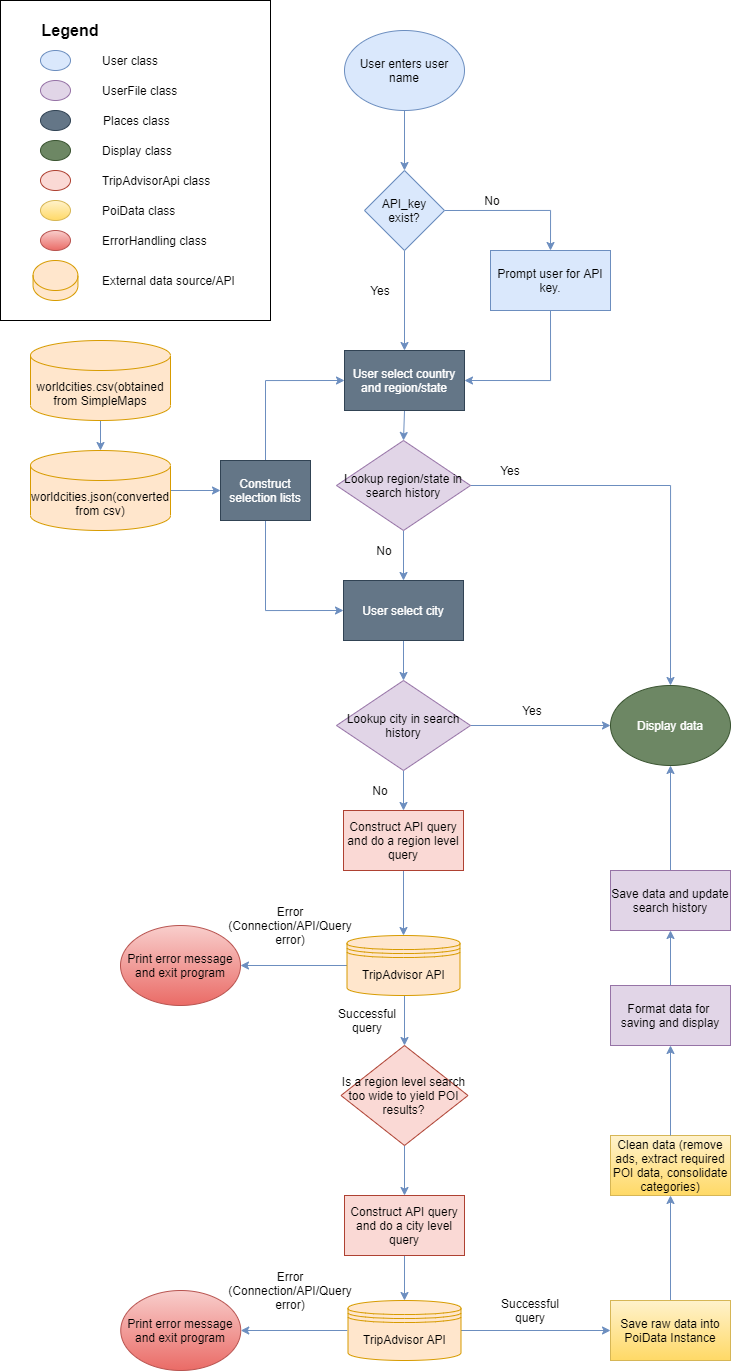 Legend
User class
UserFile class
Places class
Display class
TripAdvisorApi class
PoiData class
ErrorHandling class
External data source/API
User enters user
name
API_key
exist?
No
Prompt user for API
key.
Yes
User select country
and region/state
worldcities.csv(obtained
from SimpleMaps
worldcities.json(converted
from csv)
Construct
selection lists
Lookup region/state in
search history
Yes
No
User select city
Lookup city in search
history
Yes
Display data
No
Construct API query
and do a region level
query
Save data and update
search history
Error
(Connection/API/Query
error)
Print error message
and exit program
TripAdvisor API
Successful
query
Format data for
saving and display
Is a region level search
too wide to yield POI
results?
Clean data (remove
ads, extract required
POI data, consolidate
categories)
Construct API query
and do a city level
query
Error
(Connection/API/Query
error)
Print error message
and exit program
TripAdvisor API
Successful
query
Save raw data into
PoiData Instance